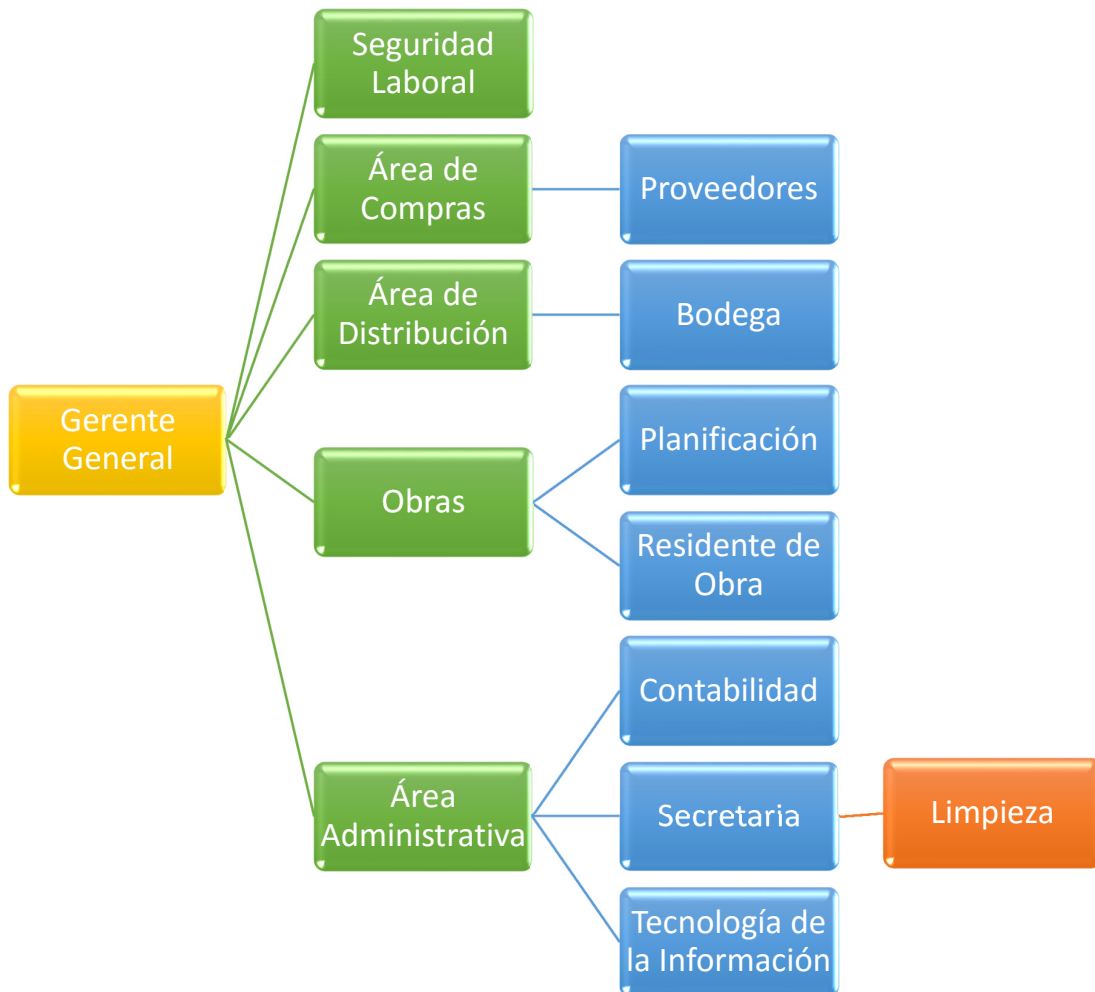 Seguridad
Laboral
Área de
Compras
Proveedores
Área de
Distribución
Bodega
Gerente
General
Obras
Planificación
Residente de
Obra
Área
Administrativa
Contabilidad
Secretaria
Limpieza
Tecnología de
la Información